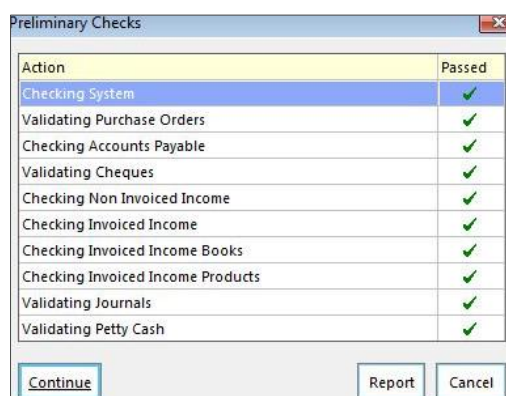 Preliminary Checks
Action Passed
Checking System
Validating Purchase Orders
Checking Accounts Payable
Validating Cheques
Checking Non Invoiced Income
Checking Invoiced Income
Checking Invoiced Income Books
Checking Invoiced Income Products
Validating Journals
Validating Petty Cash
Continue Report Cancel